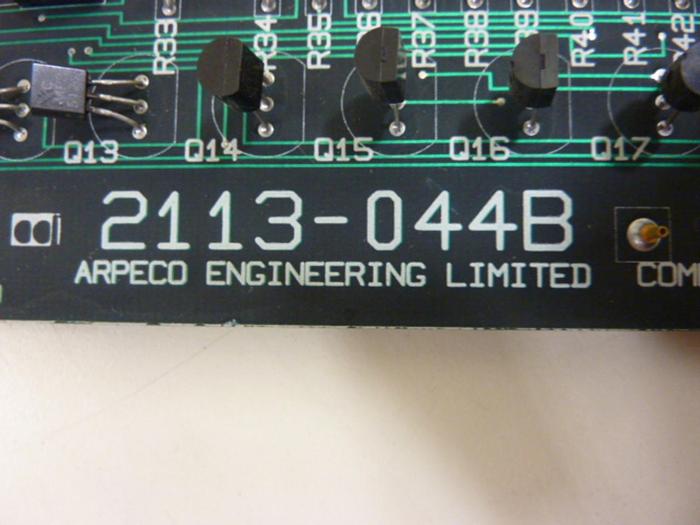 R33 R34 R35 R37 R38 R40 R41
Q13 Q14 Q15 Q16 Q17
2113-044B
ARPECO ENGINEERING LIMITED